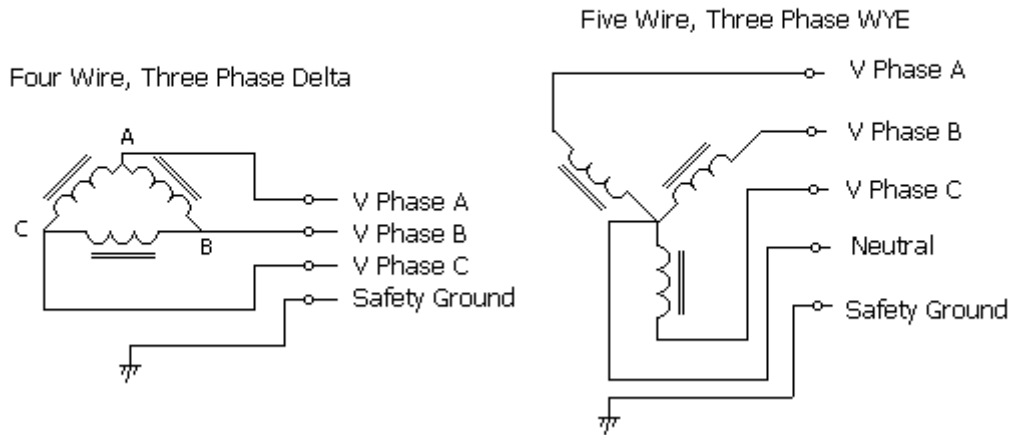 Five Wire, Three Phase WYE
Four Wire, Three Phase Delta
A
C
B
V Phase A
V Phase B
V Phase C
Safety Ground
V Phase A
V Phase B
V Phase C
Neutral
Safety Ground